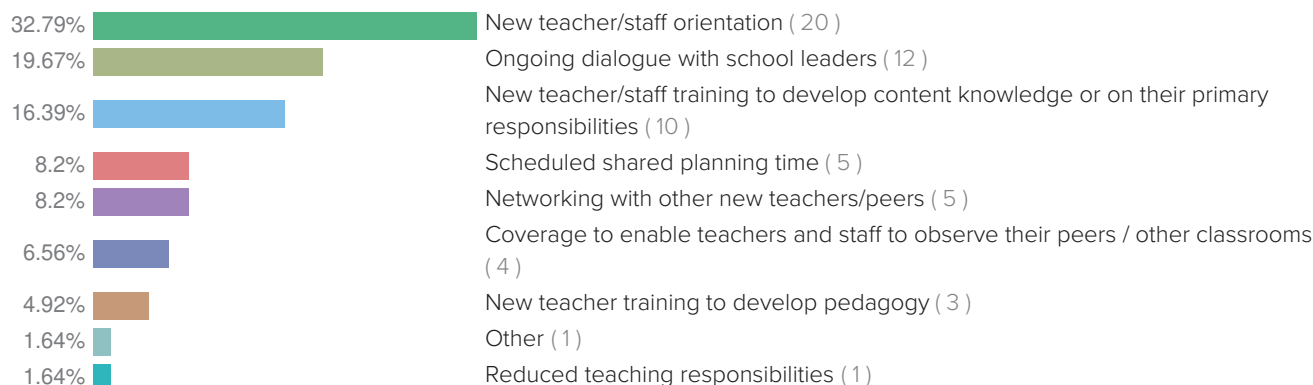 32.79% New teacher/staff orientation ( 20 )
19.67% Ongoing dialogue with school leaders ( 12 )
New teacher/staff training to develop content knowledge or on their primary
16.39% responsibilities ( 10 )
8.2% Scheduled shared planning time ( 5 )
8.2% Networking with other new teachers/peers ( 5 )
Coverage to enable teachers and staff to observe their peers / other classrooms
6.56% ( 4 )
4.92% New teacher training to develop pedagogy ( 3 )
1.64% Other ( 1 )
1.64% Reduced teaching responsibilities ( 1 )